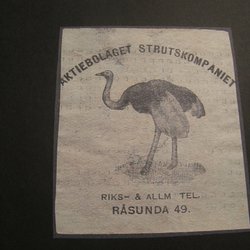 AKTIEBOLAGET STRUTSKOMPANIET
RIKS- & ALLM. TEL.
RÅSUNDA 49.